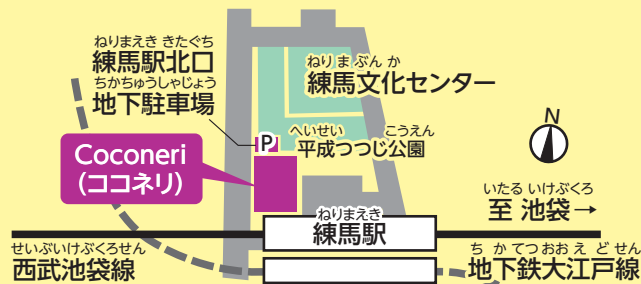 ねりまえき きたぐち
練馬駅北口
ちかちゅうしゃじょう
地下駐車場
ねりまぶんか
練馬文化センター
P
へいせい こうえん
平成つつじ公園
Coconeri
(ココネリ)
N
いたる いけぶくろ
至 池袋→
ねりまえき
練馬駅
せいぶいけぶくろせん
西武池袋線
ちかてつおおえどせん
地下鉄大江戸線